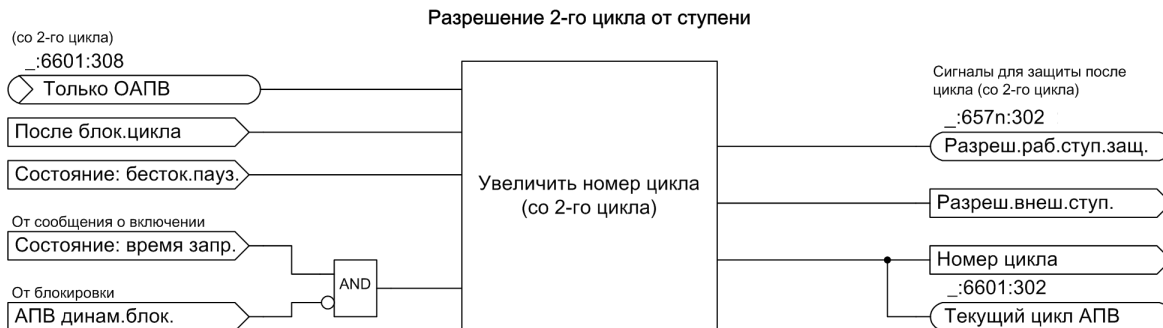 Разрешение 2-го цикла от ступени
(со 2-го цикла)
_:6601:308
Только ОАПВ
После блок.цикла
Состояние: бесток.пауз.
От сообщения о включении
Состояние: время запр.
От блокировки
АПВ динам.блок.
AND
Увеличить номер цикла
(со 2-го цикла)
Сигналы для защиты после
цикла (со 2-го цикла)
_:657n:302
Разреш.раб.ступ.защ.
Разреш.внеш.ступ.
Номер цикла
_:6601:302
Текущий цикл АПВ